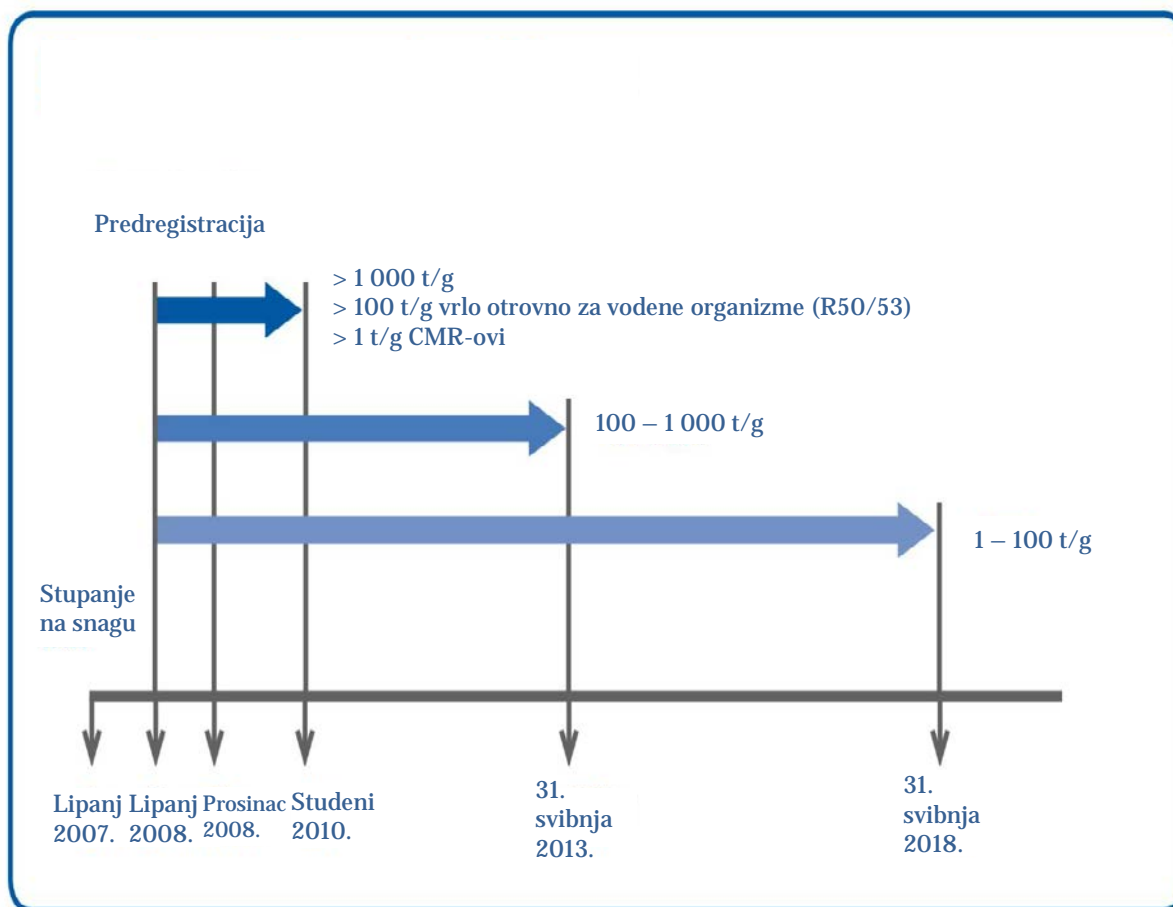 Predregistracija
> 1 000 t/g
> 100 t/g vrlo otrovno za vodene organizme (R50/53)
> 1 t/g CMR-ovi
100 – 1 000 t/g
1 – 100 t/g
Stupanje
na snagu
Lipanj
2007.
Lipanj
2008.
Prosinac
2008.
Studeni
2010.
31.
svibnja
2013.
31.
svibnja
2018.